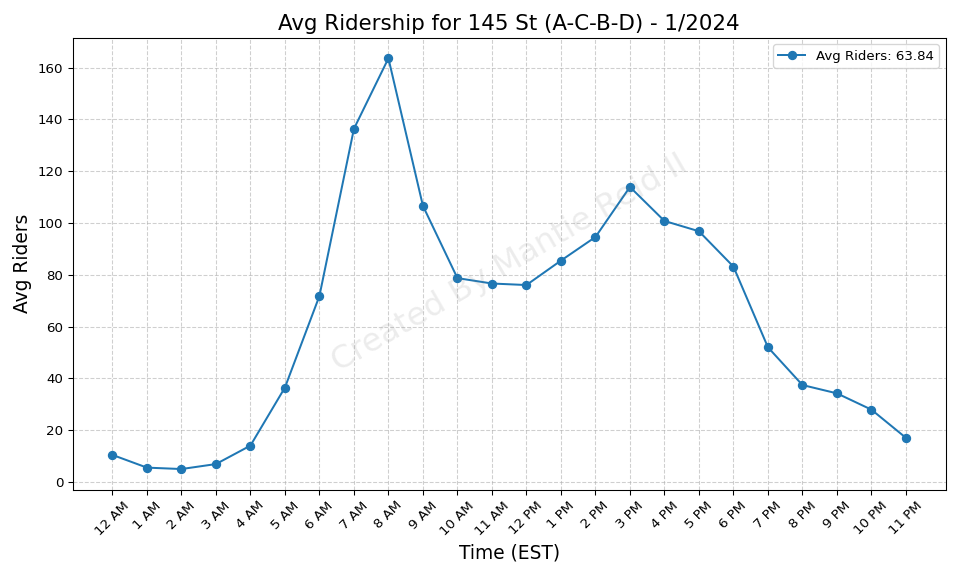 Avg Ridership for 145 St (A-C-B-D) - 1/2024
Avg Riders: 63.84
Avg Riders
160
140
120
100
80
60
40
20
0
Created By Mantle Reid II
12 AM
1 AM
2 AM
3 AM
4 AM
5 AM
6 AM
7 AM
8 AM
9 AM
10 AM
11 AM
12 PM
1 PM
2 PM
3 PM
4 PM
5 PM
6 PM
7 PM
8 PM
9 PM
10 PM
11 PM
Time (EST)